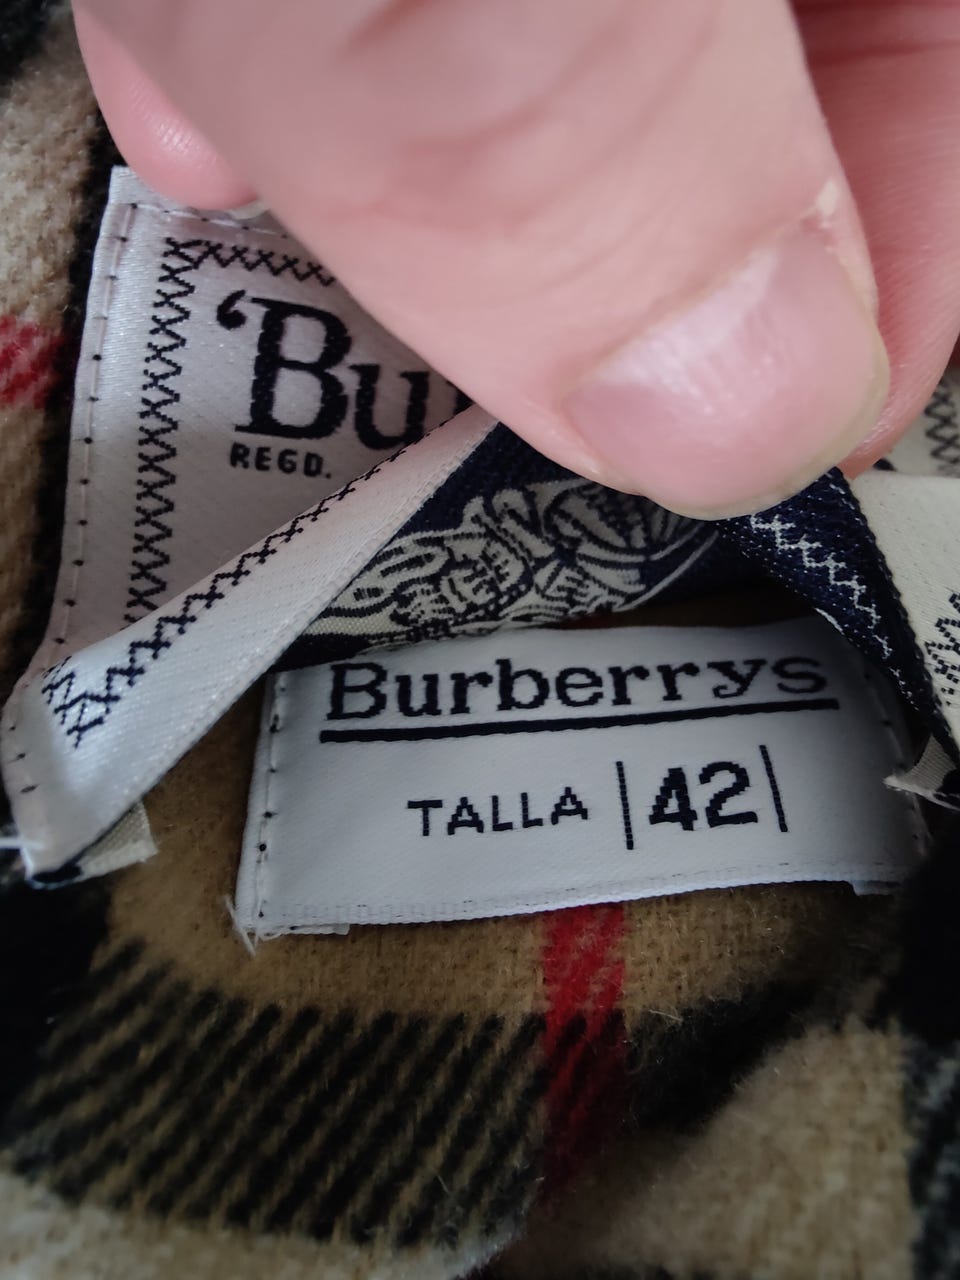 'Bu
REGD.
Burberrys
TALLA |42|